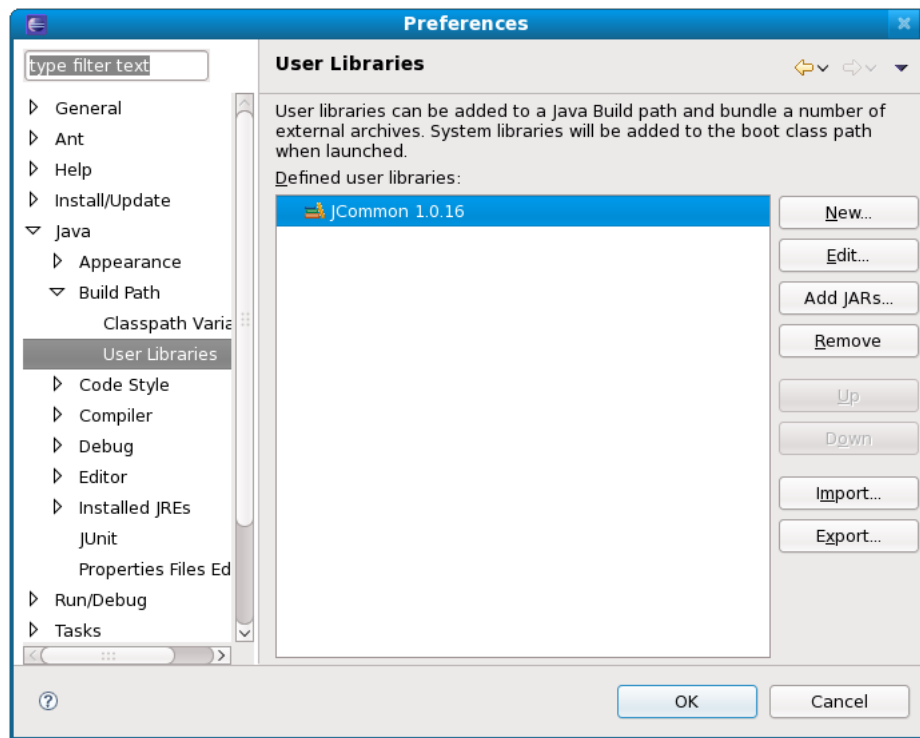 Preferences
type filter text
General
Ant
Help
Install/Update
Java
Appearance
Build Path
Classpath Varia
User Libraries
Code Style
Compiler
Debug
Editor
Installed JREs
JUnit
Properties Files Ed
Run/Debug
Tasks
User Libraries
User libraries can be added to a Java Build path and bundle a number of
external archives. System libraries will be added to the boot class path
when launched.
Defined user libraries:
JCommon 1.0.16
New...
Edit...
Add JARs...
Remove
Up
Down
Import...
Export...
?
OK
Cancel